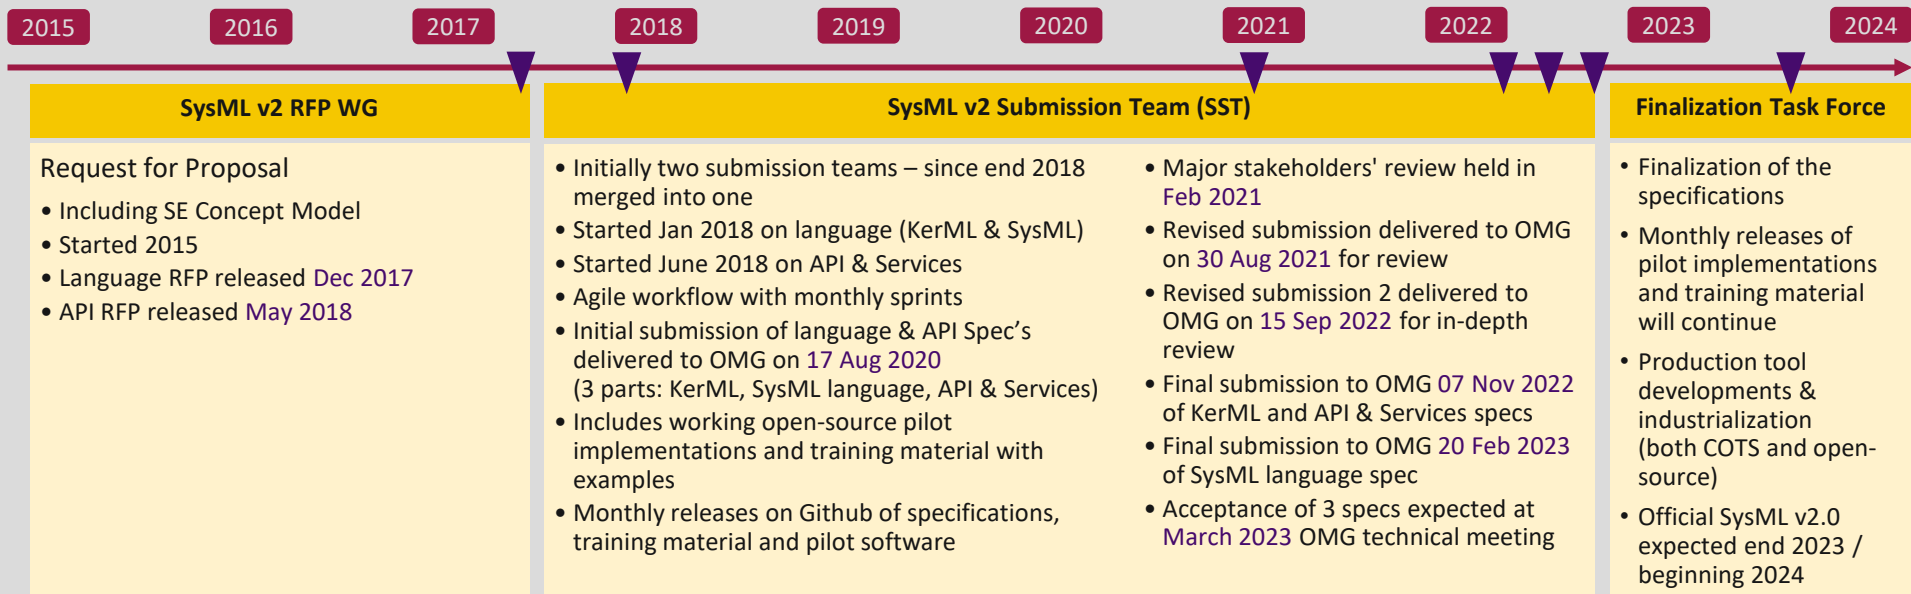 2015 2016 2017 2018 2019 2020 2021 2022 2023 2024
SysML v2 RFP WG
Request for Proposal
• Including SE Concept Model
• Started 2015
• Language RFP released Dec 2017
• API RFP released May 2018
SysML v2 Submission Team (SST)
• Initially two submission teams – since end 2018
merged into one
• Started Jan 2018 on language (KerML & SysML)
• Started June 2018 on API & Services
• Agile workflow with monthly sprints
• Initial submission of language & API Spec’s
delivered to OMG on 17 Aug 2020
(3 parts: KerML, SysML language, API & Services)
• Includes working open-source pilot
implementations and training material with
examples
• Monthly releases on Github of specifications,
training material and pilot software
• Major stakeholders' review held in
Feb 2021
• Revised submission delivered to OMG
on 30 Aug 2021 for review
• Revised submission 2 delivered to
OMG on 15 Sep 2022 for in-depth
review
• Final submission to OMG 07 Nov 2022
of KerML and API & Services specs
• Final submission to OMG 20 Feb 2023
of SysML language spec
• Acceptance of 3 specs expected at
March 2023 OMG technical meeting
Finalization Task Force
• Finalization of the
specifications
• Monthly releases of
pilot implementations
and training material
will continue
• Production tool
developments &
industrialization
(both COTS and open-
source)
• Official SysML v2.0
expected end 2023 /
beginning 2024